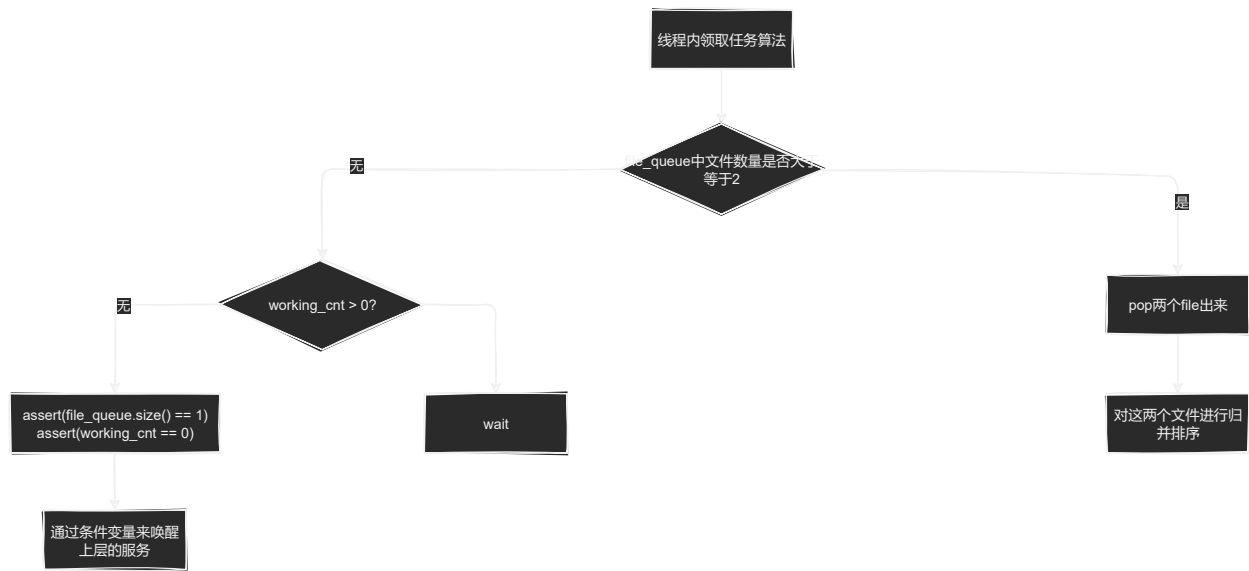 线程内领取任务算法
file_queue中文件数量是否大于
等于2
无
是
working_cnt > 0?
pop两个file出来
无
assert(file_queue.size() == 1)
assert(working_cnt == 0)
wait
对这两个文件进行归
并排序
通过条件变量来唤醒
上层的服务